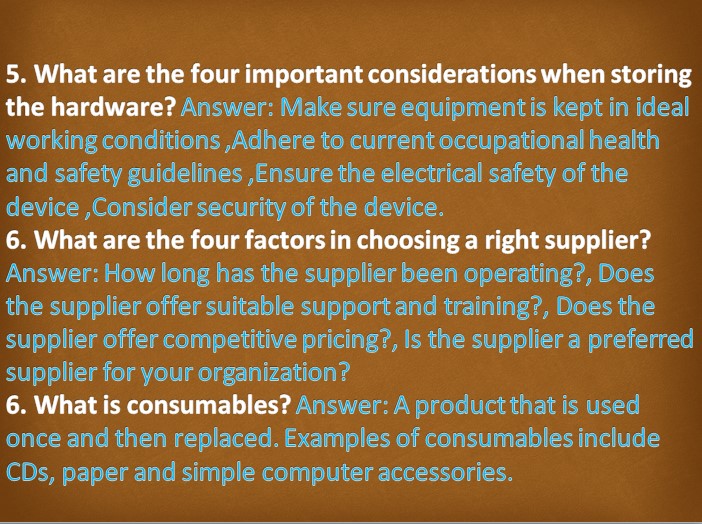 5. What are the four important considerations when storing
the hardware? Answer: Make sure equipment is kept in ideal
working conditions ,Adhere to current occupational health
and safety guidelines ,Ensure the electrical safety of the
device ,Consider security of the device.
6. What are the four factors in choosing a right supplier?
Answer: How long has the supplier been operating?, Does
the supplier offer suitable support and training?, Does the
supplier offer competitive pricing?, Is the supplier a preferred
supplier for your organization?
6. What is consumables? Answer: A product that is used
once and then replaced. Examples of consumables include
CDs, paper and simple computer accessories.